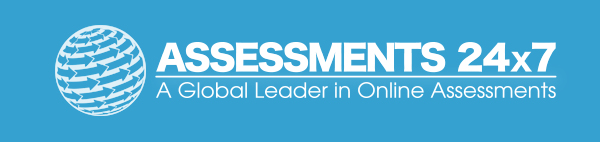 ASSESSMENTS 24x7
A Global Leader in Online Assessments